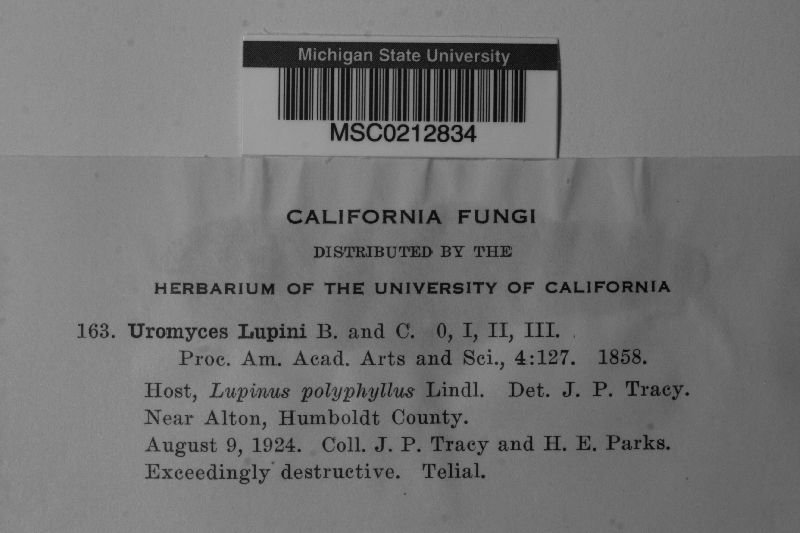 Michigan State University
MSC0212834
CALIFORNIA FUNGI
DISTRIBUTED BY THE
HERBARIUM OF THE UNIVERSITY OF CALIFORNIA
163. Uromyces Lupini B. and C. 0, I, II, III.
Proc. Am. Acad. Arts and Sci., 4:127. 1858.
Host, Lupinus polyphyllus Lindl. Det. J. P. Tracy.
Near Alton, Humboldt County.
August 9, 1924. Coll. J. P. Tracy and H. E. Parks.
Exceedingly destructive. Telial.